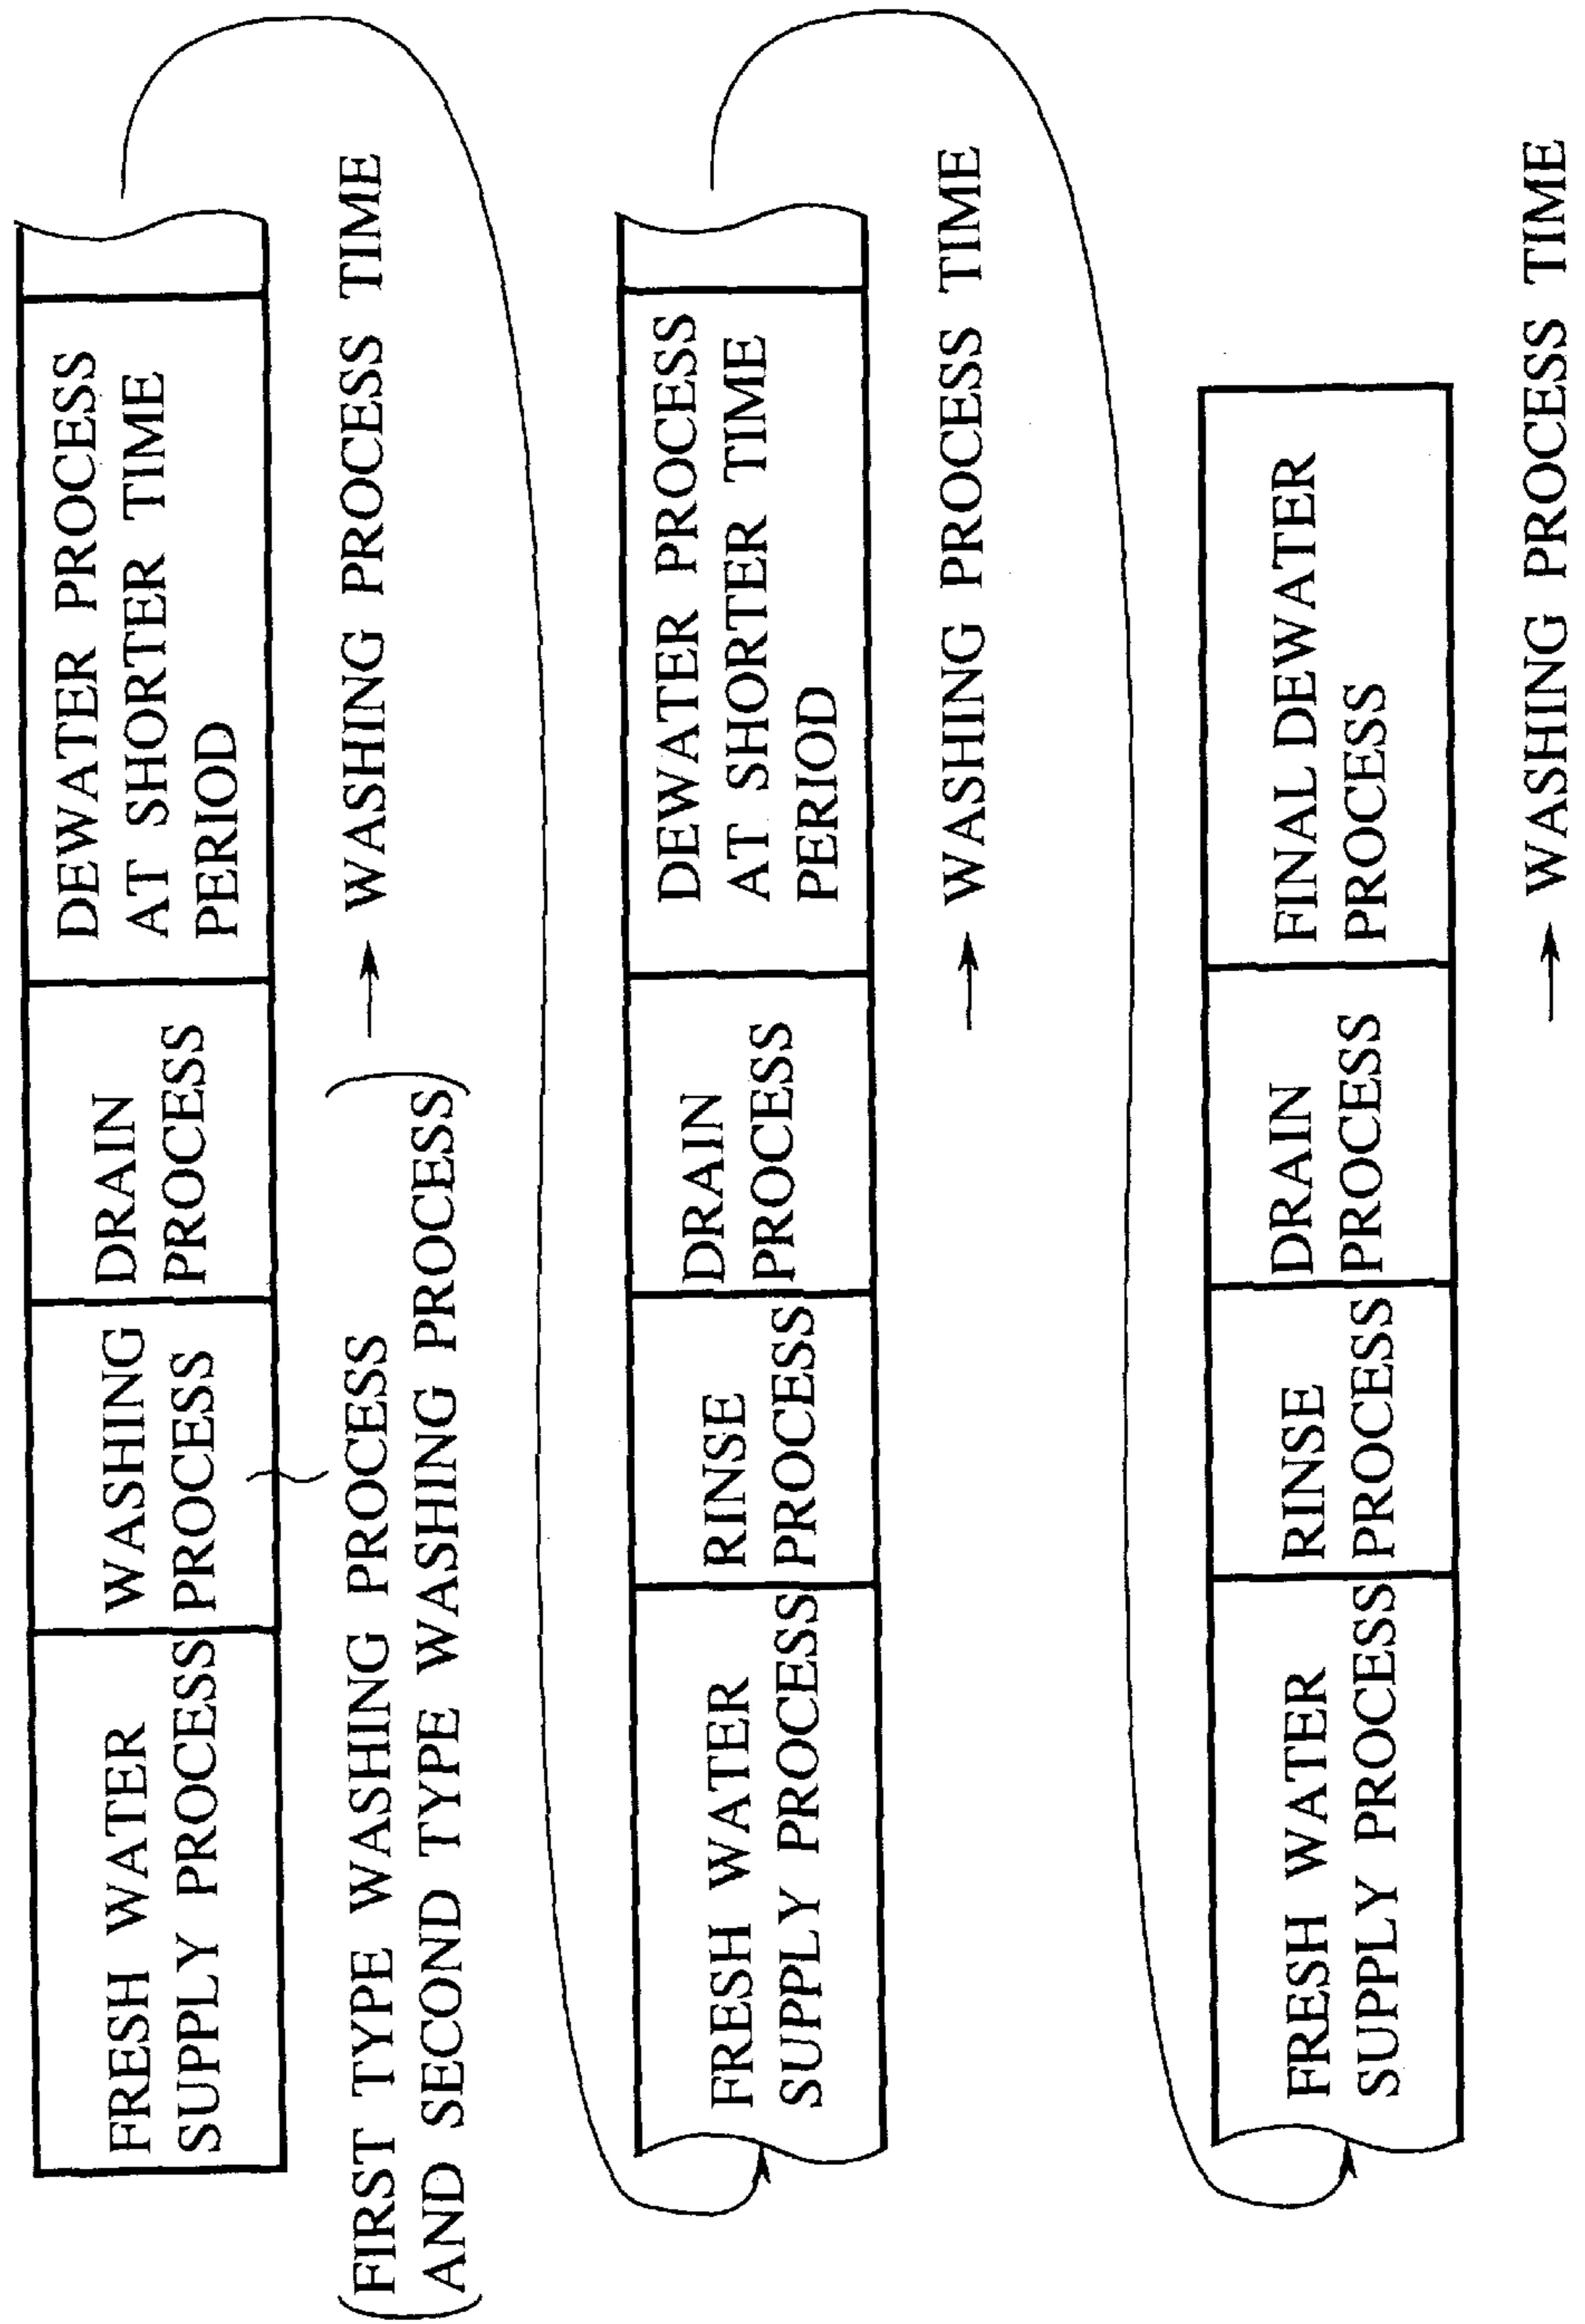 FRESH WATER
SUPPLY PROCESS
WASHING
PROCESS
DRAIN
PROCESS
DEWATER PROCESS
AT SHORTER TIME
PERIOD
(FIRST TYPE WASHING PROCESS
AND SECOND TYPE WASHING PROCESS)
→ WASHING PROCESS TIME
FRESH WATER
SUPPLY PROCESS
RINSE
PROCESS
DRAIN
PROCESS
DEWATER PROCESS
AT SHORTER TIME
PERIOD
→ WASHING PROCESS TIME
FRESH WATER
SUPPLY PROCESS
RINSE
PROCESS
DRAIN
PROCESS
FINAL DEWATER
PROCESS
→ WASHING PROCESS TIME